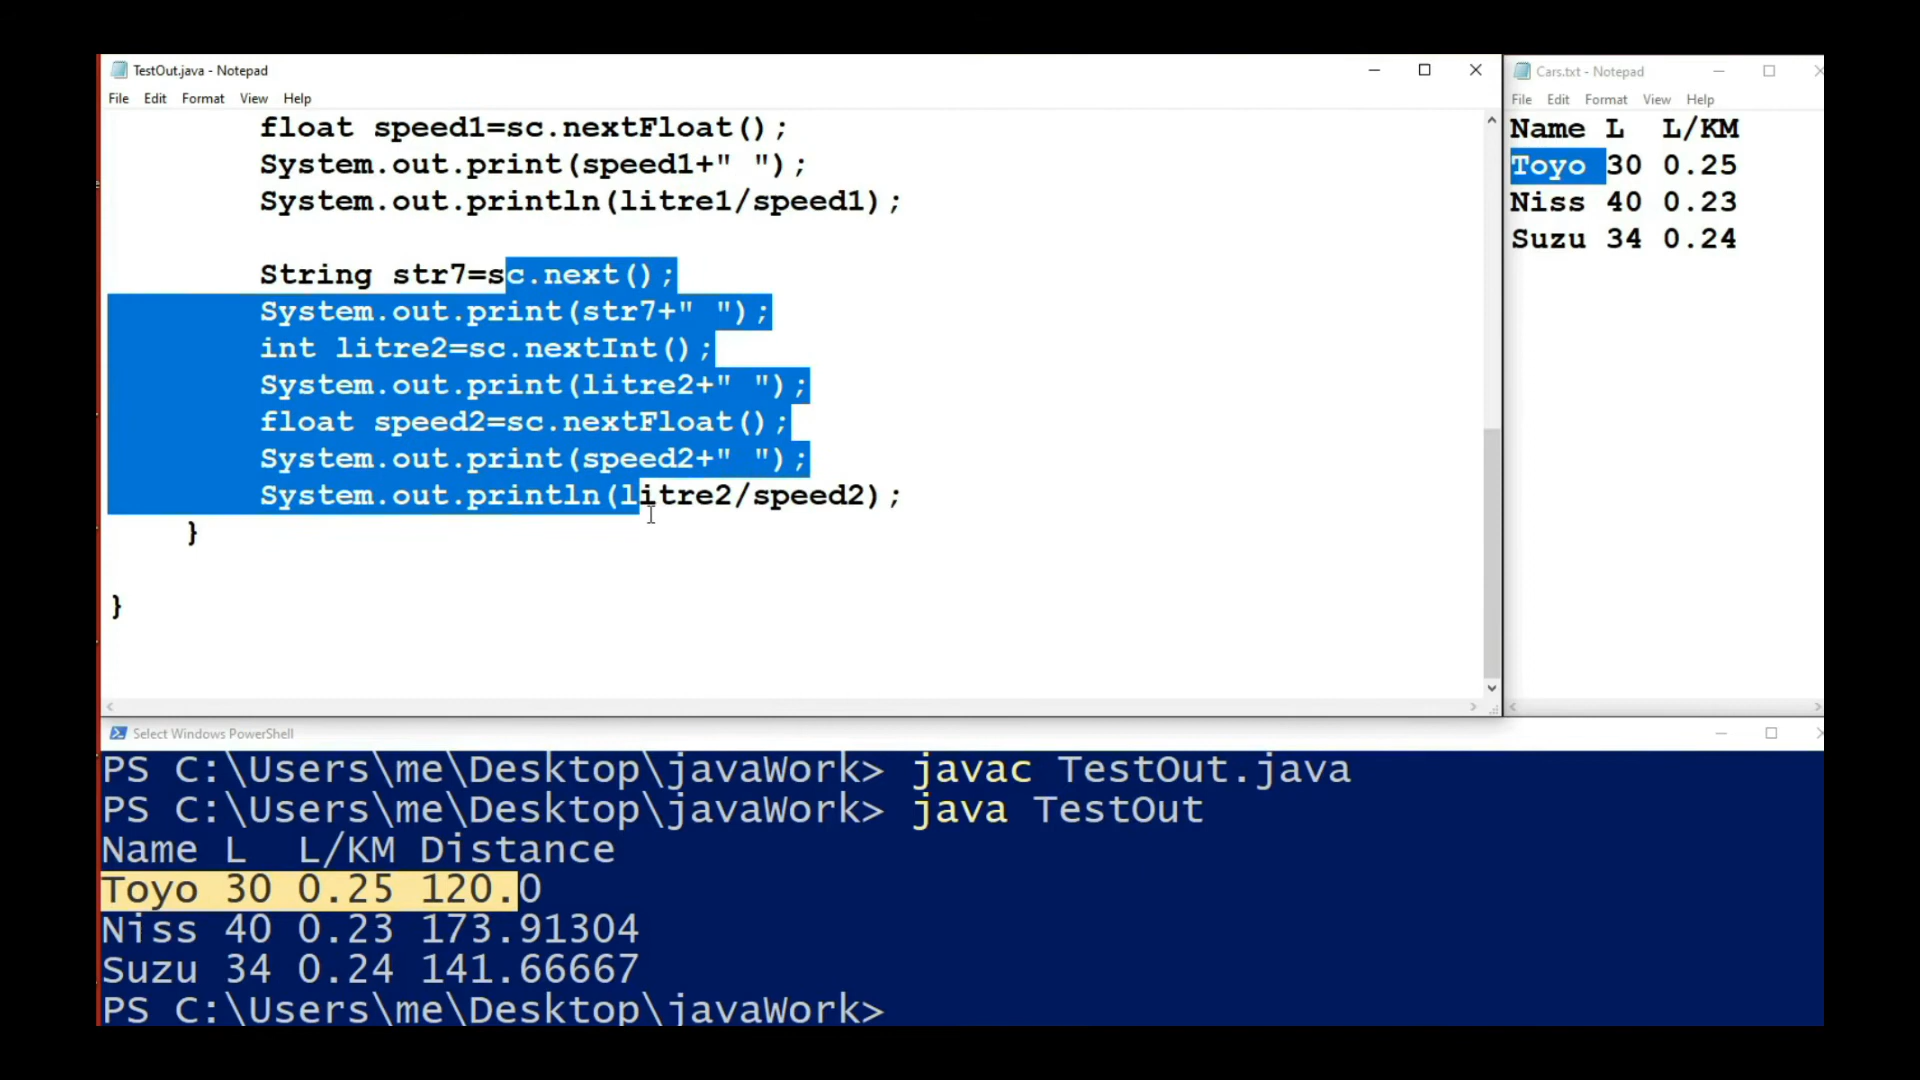 TestOut.java - Notepad
File Edit Format View Help
float speed1=sc.nextFloat();
System.out.print(speed1+" ");
System.out.println(litre1/speed1);
String str7=sc.next();
System.out.print(str7+" ");
int litre2=sc.nextInt();
System.out.print(litre2+" ");
float speed2=sc.nextFloat();
System.out.print(speed2+" ");
System.out.println(litre2/speed2);
}
}
Cars.txt - Notepad
File Edit Format View Help
Name L L/KM
Toyo 30 0.25
Niss 40 0.23
Suzu 34 0.24
Select Windows PowerShell
PS C:\Users\me\Desktop\javaWork> javac TestOut.java
PS C:\Users\me\Desktop\javaWork> java TestOut
Name L L/KM Distance
Toyo 30 0.25 120.0
Niss 40 0.23 173.91304
Suzu 34 0.24 141.66667
PS C:\Users\me\Desktop\javaWork>